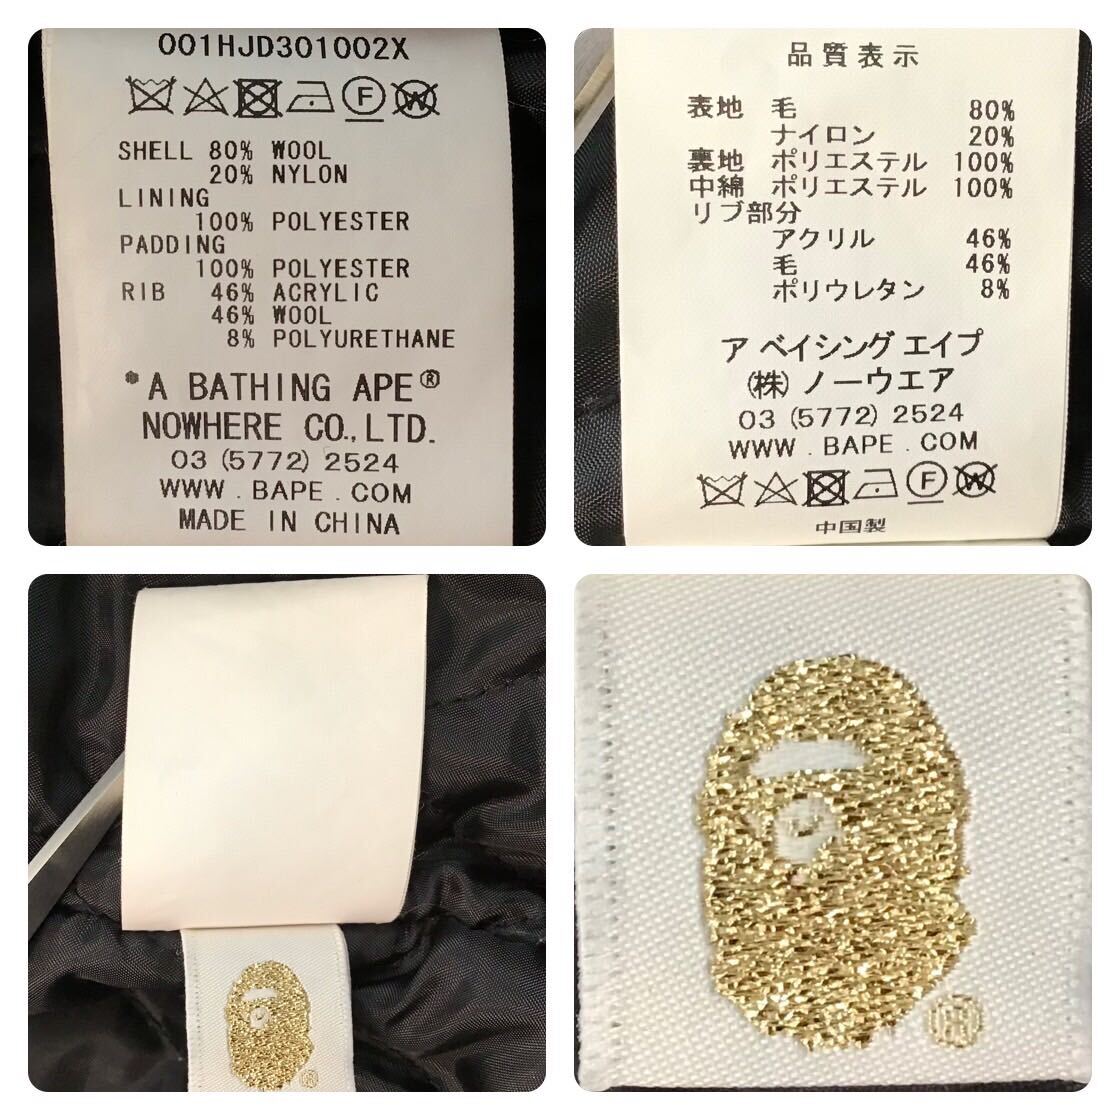 001HJD301002X
F W
SHELL 80% WOOL
20% NYLON
LINING
100% POLYESTER
PADDING
100% POLYESTER
RIB 46% ACRYLIC
46% WOOL
8% POLYURETHANE
*A BATHING APE®
NOWHERE CO.,LTD.
03 (5772) 2524
WWW.BAPE.COM
MADE IN CHINA
品質表示
表地 毛 80%
ナイロン 20%
裏地 ポリエステル 100%
中綿 ポリエステル 100%
リブ部分
アクリル 46%
毛 46%
ポリウレタン 8%
ア ベイシング エイプ
(株) ノーウエア
03 (5772) 2524
WWW.BAPE.COM
F W
中国製
®
®